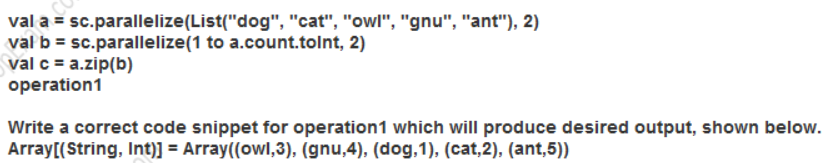 val a = sc.parallelize(List("dog", "cat", "owl", "gnu", "ant"), 2)
val b = sc.parallelize(1 to a.count.toInt, 2)
val c = a.zip(b)
operation1
Write a correct code snippet for operation1 which will produce desired output, shown below.
Array[(String, Int)] = Array((owl,3), (gnu,4), (dog,1), (cat,2), (ant,5))